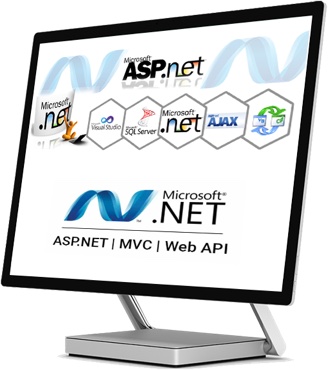 Microsoft
ASP.net
Microsoft
.net
Visual Studio
SQL Server
Microsoft
.net
AJAX
Microsoft®
.NET
ASP.NET | MVC | Web API